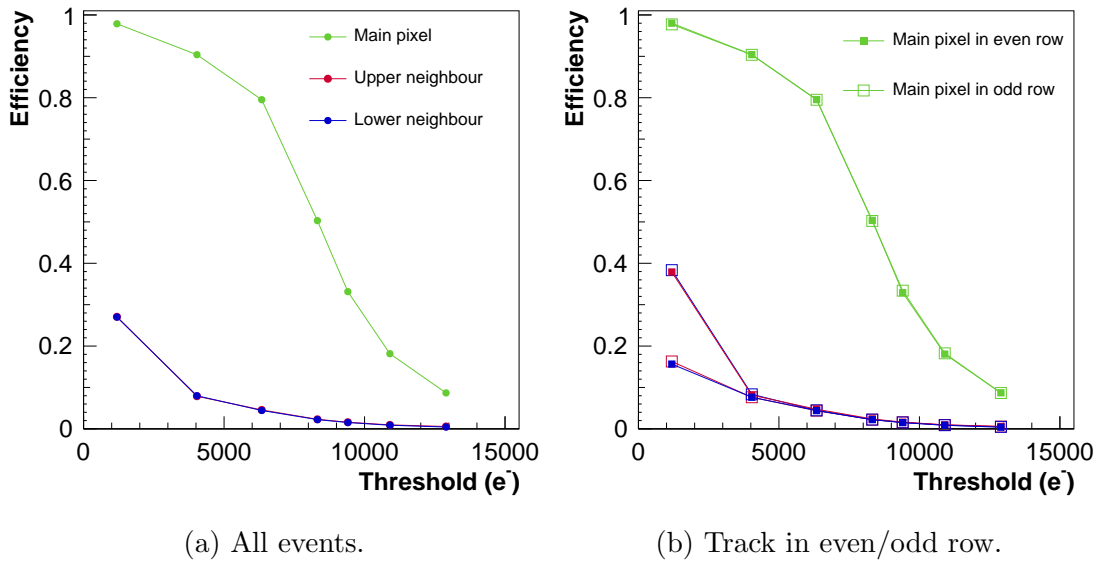 Efficiency
1
0.8
0.6
0.4
0.2
0
0
5000
10000
15000
Threshold (e⁻)
Main pixel
Upper neighbour
Lower neighbour
(a) All events.
Efficiency
1
0.8
0.6
0.4
0.2
0
0
5000
10000
15000
Threshold (e⁻)
Main pixel in even row
Main pixel in odd row
(b) Track in even/odd row.